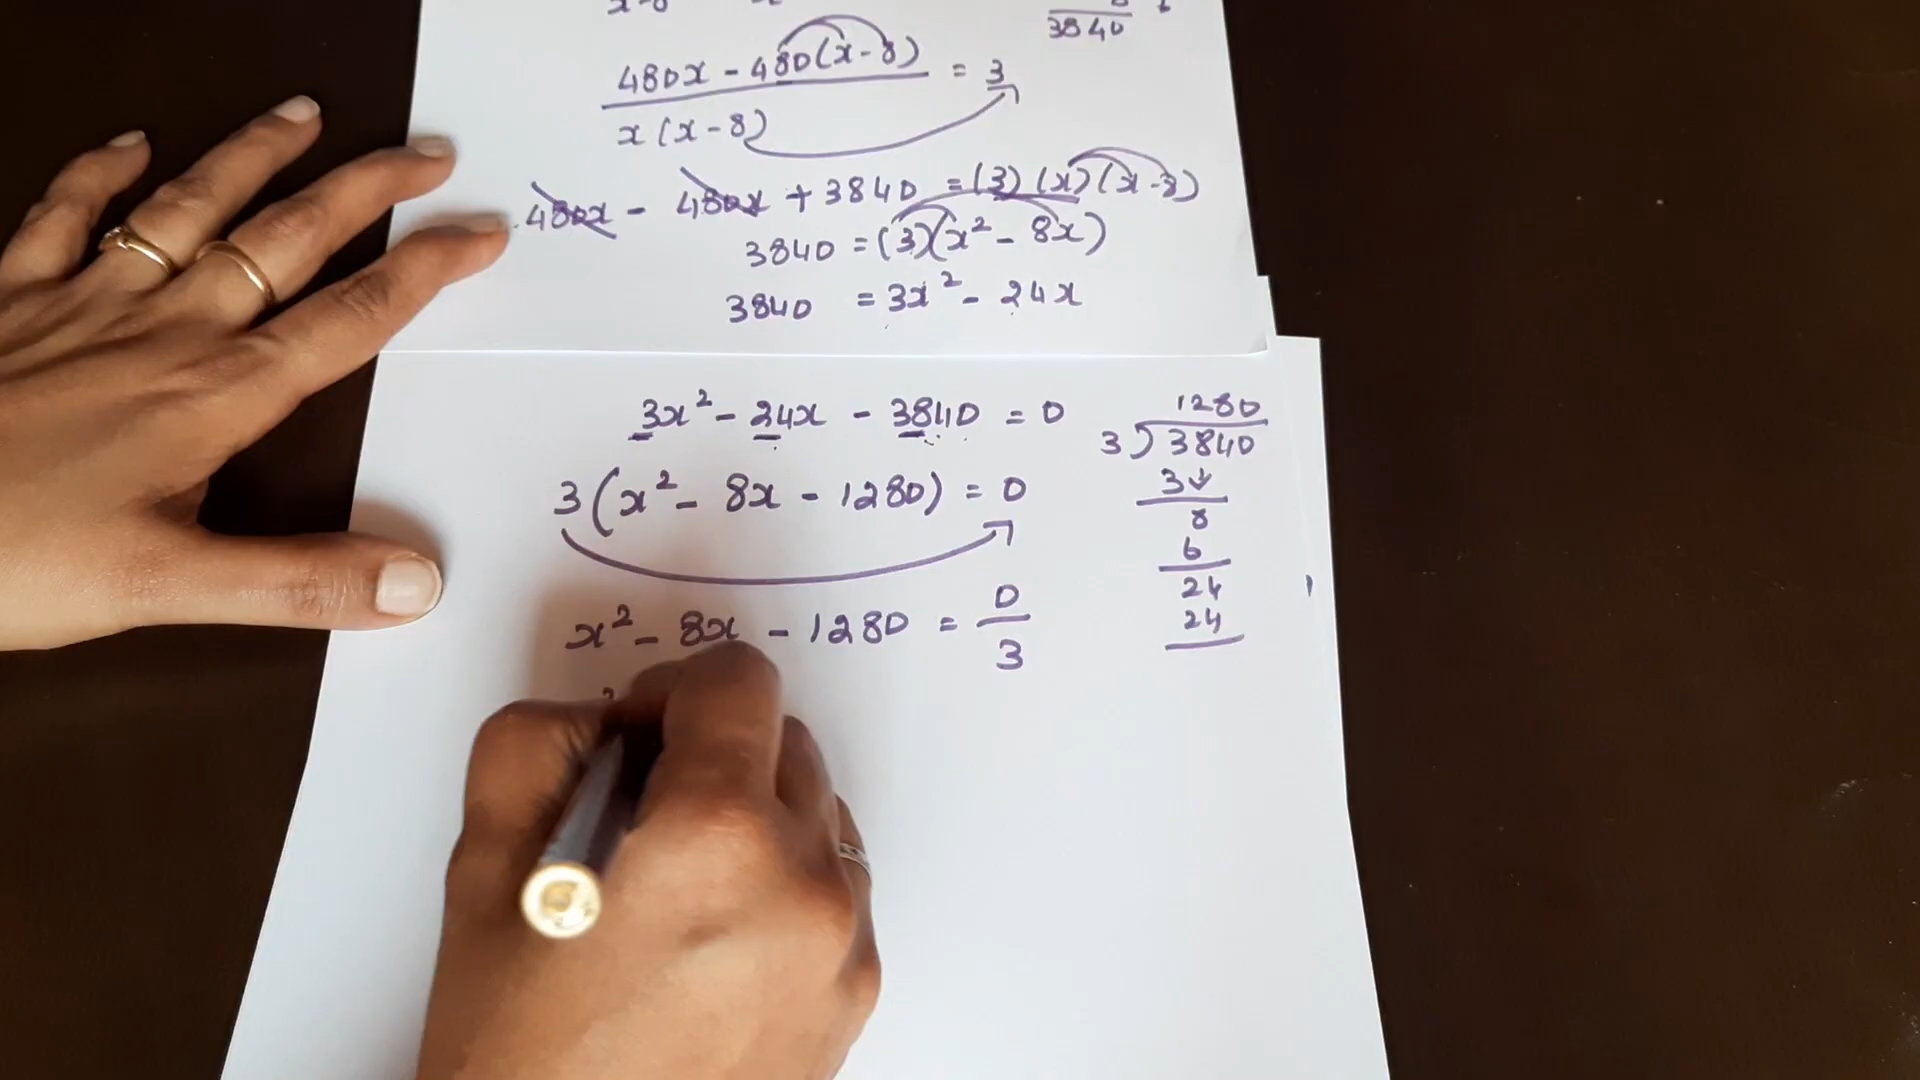 3840
480x - 480(x-8) = 3
x(x-8)
480x - 480x + 3840 = (3)(x)(x-8)
3840 = (3)(x² - 8x)
3840 = 3x² - 24x
3x² - 24x - 3840 = 0
3(x² - 8x - 1280) = 0
x² - 8x - 1280 = 0/3
1280
3)3840
3↓
8
6
24
24